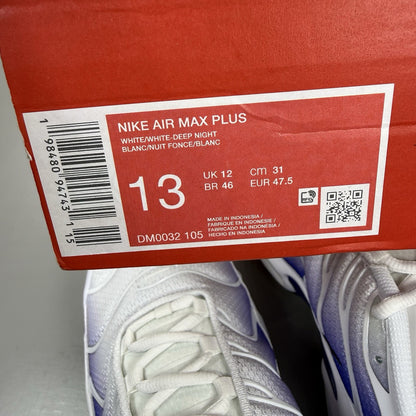 NIKE AIR MAX PLUS
WHITE/WHITE-DEEP NIGHT
BLANC/NUIT FONCE/BLANC
13
UK 12 cm 31
BR 46 EUR 47.5
DM0032 105
MADE IN INDONESIA /
FABRIQUE EN INDONESIE /
FABRICADO NA INDONESIA /
HECHO EN INDONESIA
1 98480 94743 5